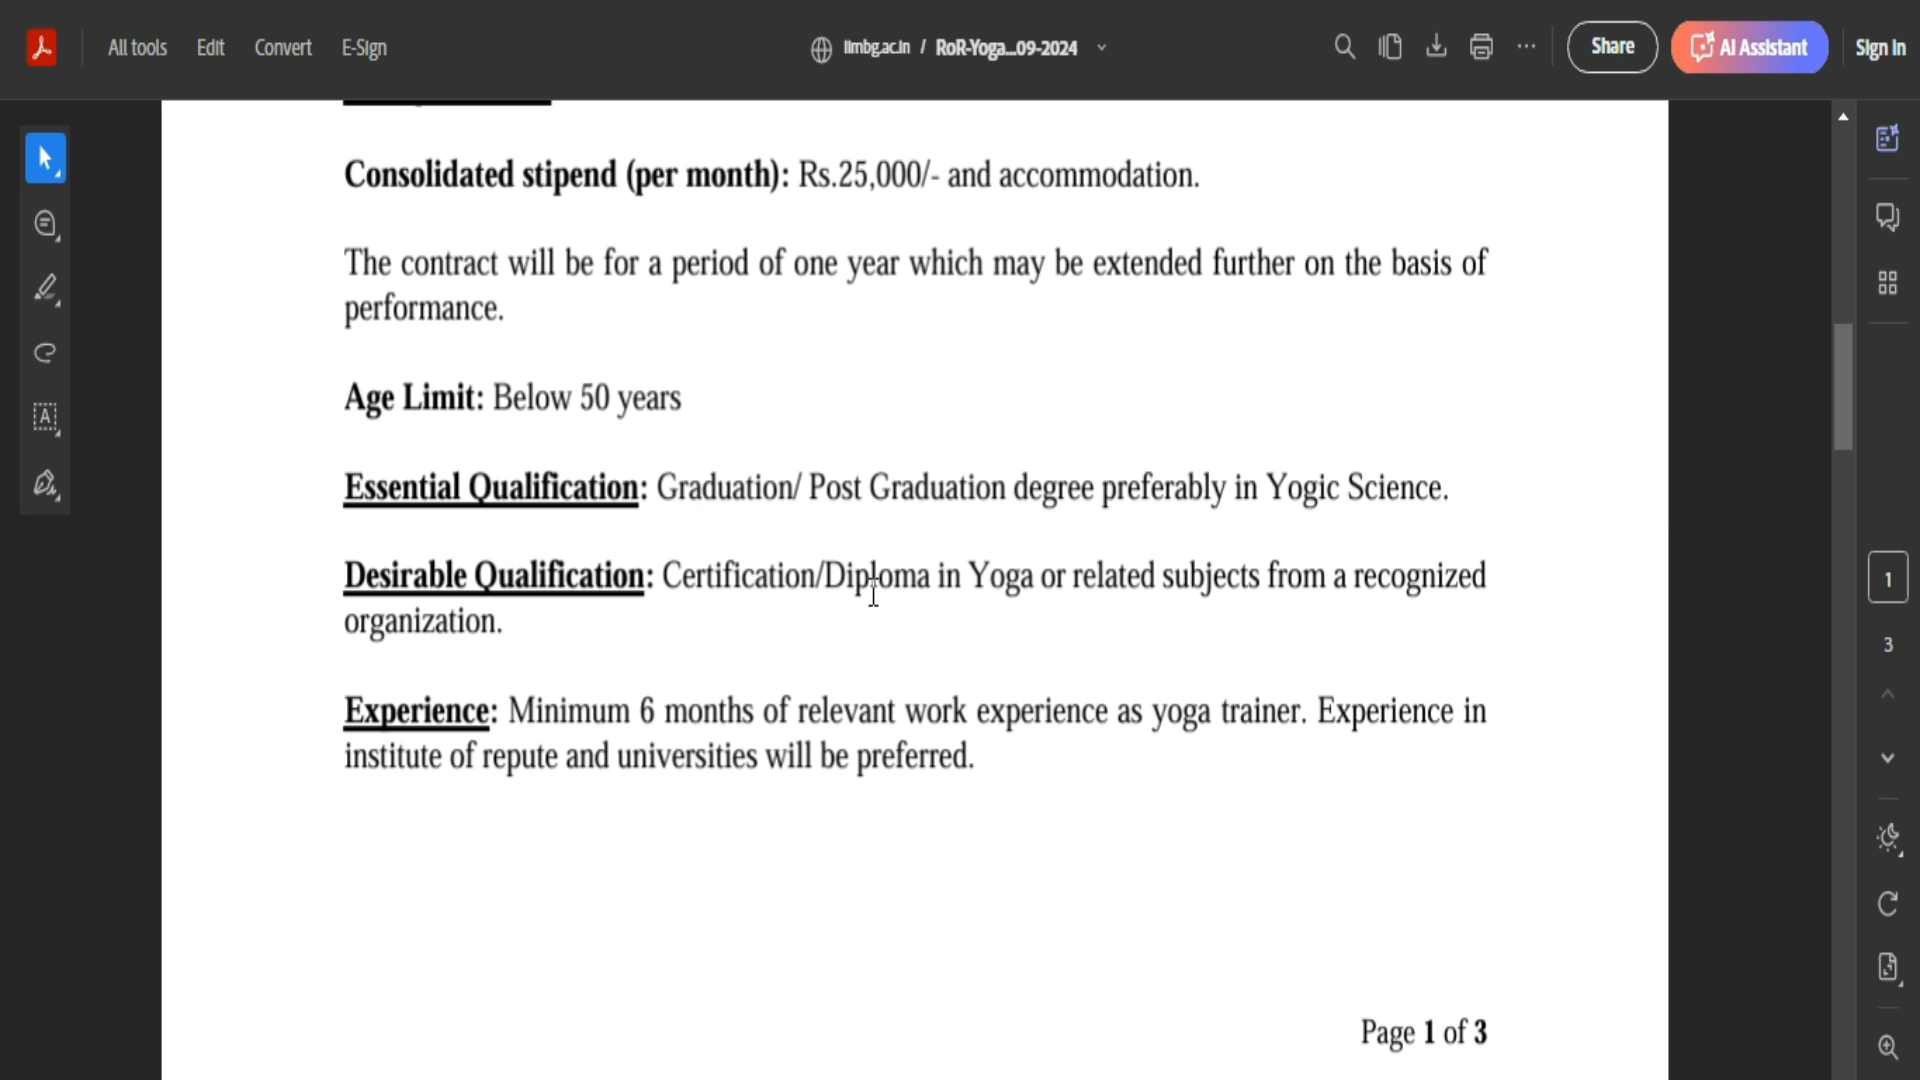 All tools Edit Convert E-Sign iimbg.ac.in / RoR-Yoga...09-2024 Share AI Assistant Sign in
Consolidated stipend (per month): Rs.25,000/- and accommodation.
The contract will be for a period of one year which may be extended further on the basis of
performance.
Age Limit: Below 50 years
Essential Qualification: Graduation/ Post Graduation degree preferably in Yogic Science.
Desirable Qualification: Certification/Diploma in Yoga or related subjects from a recognized
organization.
1
3
Experience: Minimum 6 months of relevant work experience as yoga trainer. Experience in
institute of repute and universities will be preferred.
Page 1 of 3